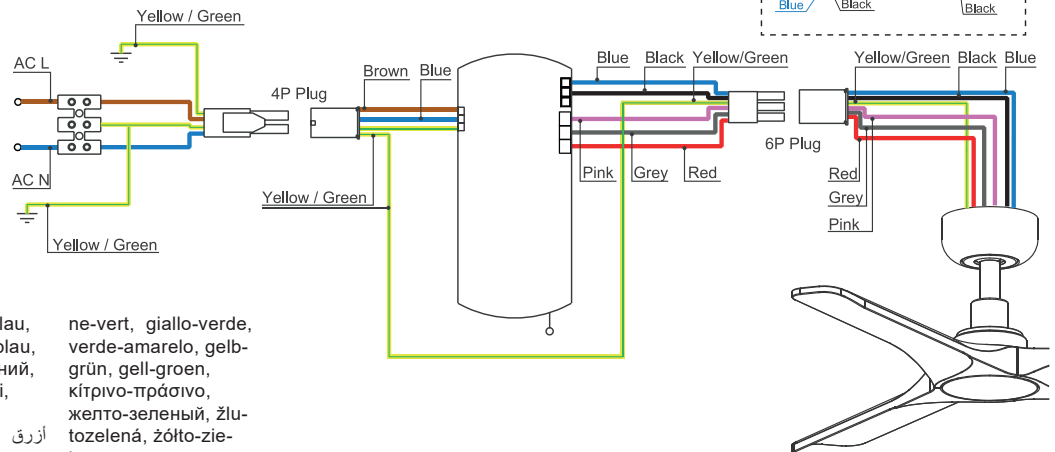 Blue
Black
Black
Yellow / Green
AC L
AC N
Yellow / Green
4P Plug
Brown
Blue
Yellow / Green
Blue
Black
Yellow/Green
Pink
Grey
Red
6P Plug
Yellow/Green
Black
Blue
Red
Grey
Pink
lau,
blau,
ний,
i,
أزرق
ne-vert, giallo-verde,
verde-amarelo, gelb-
grün, gell-groen,
κίτρινο-πράσινο,
желто-зеленый, žlu-
tozelená, żółto-zie-